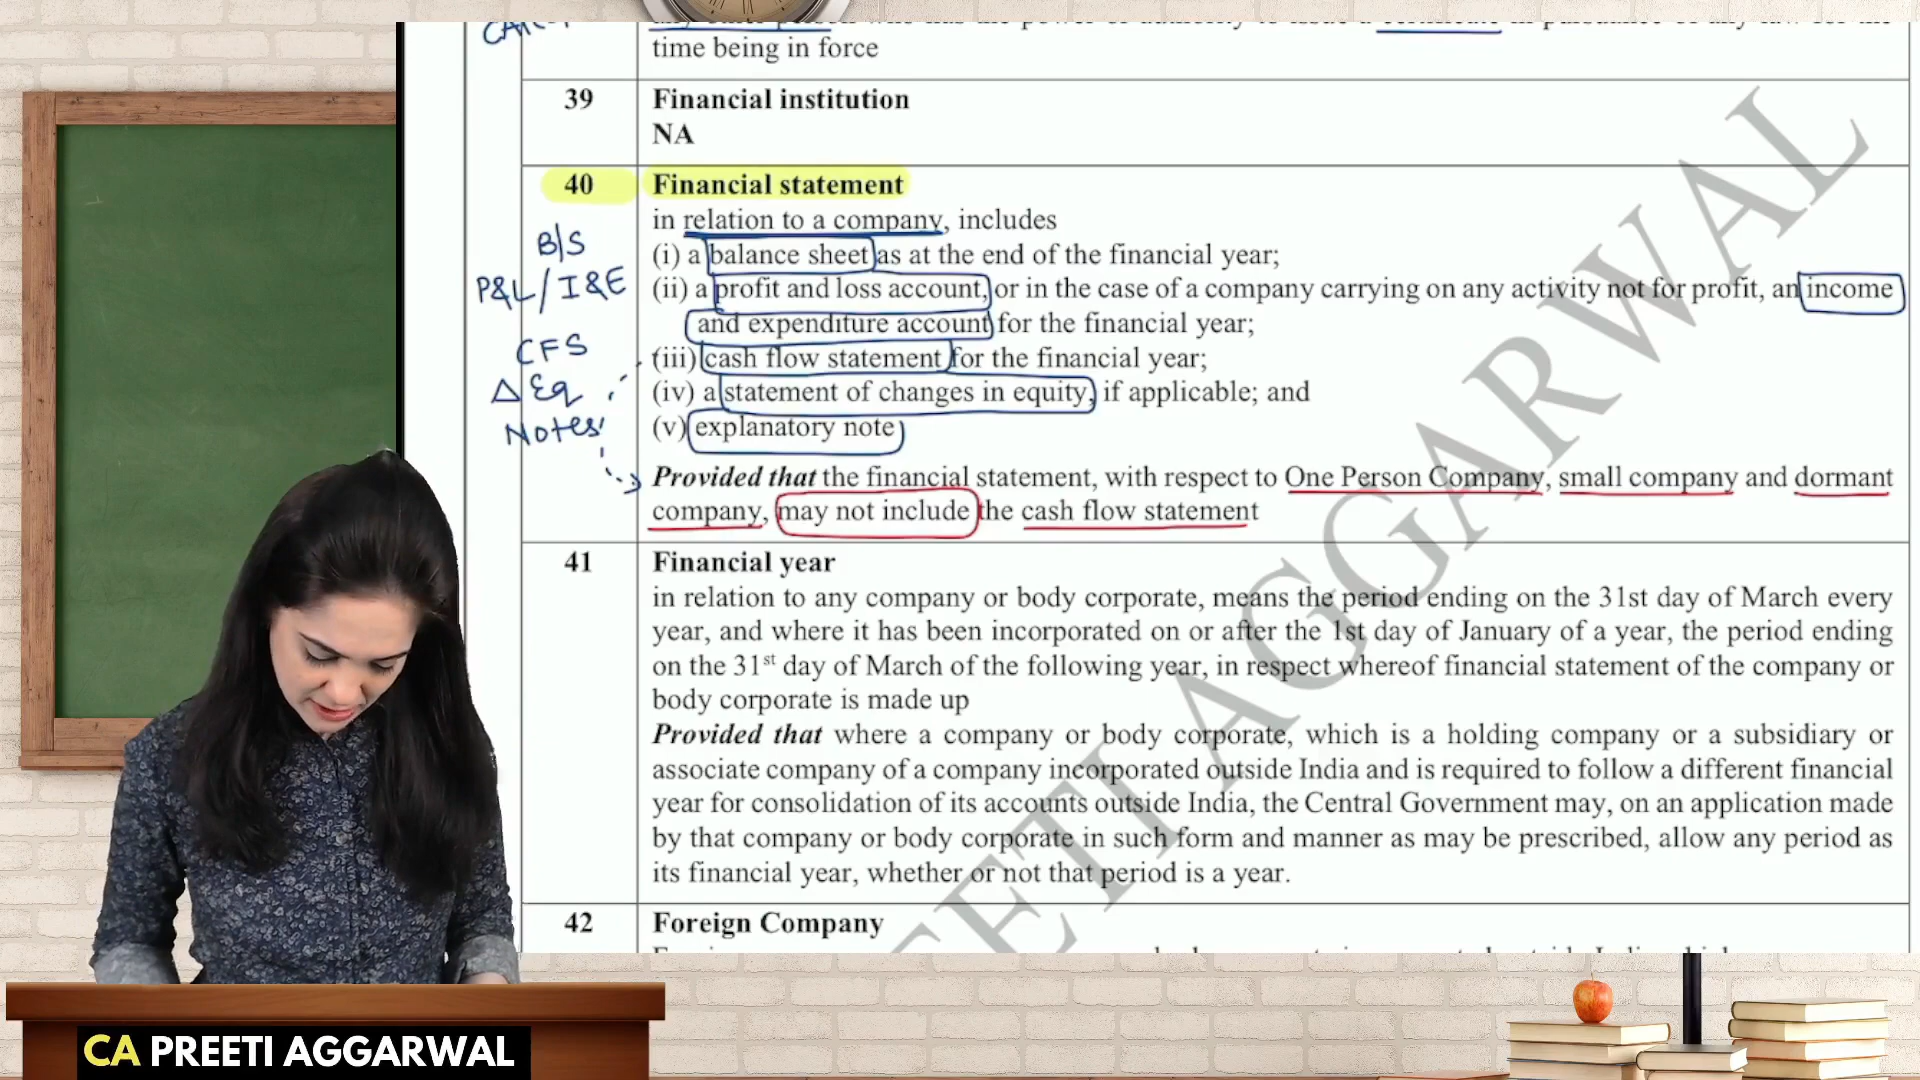 time being in force
39 Financial institution
NA
40 Financial statement
in relation to a company, includes
B/S
(i) a balance sheet as at the end of the financial year;
P&L / I&E
(ii) a profit and loss account, or in the case of a company carrying on any activity not for profit, an income
and expenditure account for the financial year;
CFS
(iii) cash flow statement for the financial year;
Δ Eq
(iv) a statement of changes in equity, if applicable; and
Notes
(v) explanatory note
Provided that the financial statement, with respect to One Person Company, small company and dormant
company, may not include the cash flow statement
41 Financial year
in relation to any company or body corporate, means the period ending on the 31st day of March every
year, and where it has been incorporated on or after the 1st day of January of a year, the period ending
on the 31st day of March of the following year, in respect whereof financial statement of the company or
body corporate is made up
Provided that where a company or body corporate, which is a holding company or a subsidiary or
associate company of a company incorporated outside India and is required to follow a different financial
year for consolidation of its accounts outside India, the Central Government may, on an application made
by that company or body corporate in such form and manner as may be prescribed, allow any period as
its financial year, whether or not that period is a year.
42 Foreign Company
EETI AGGARWAL
CA PREETI AGGARWAL